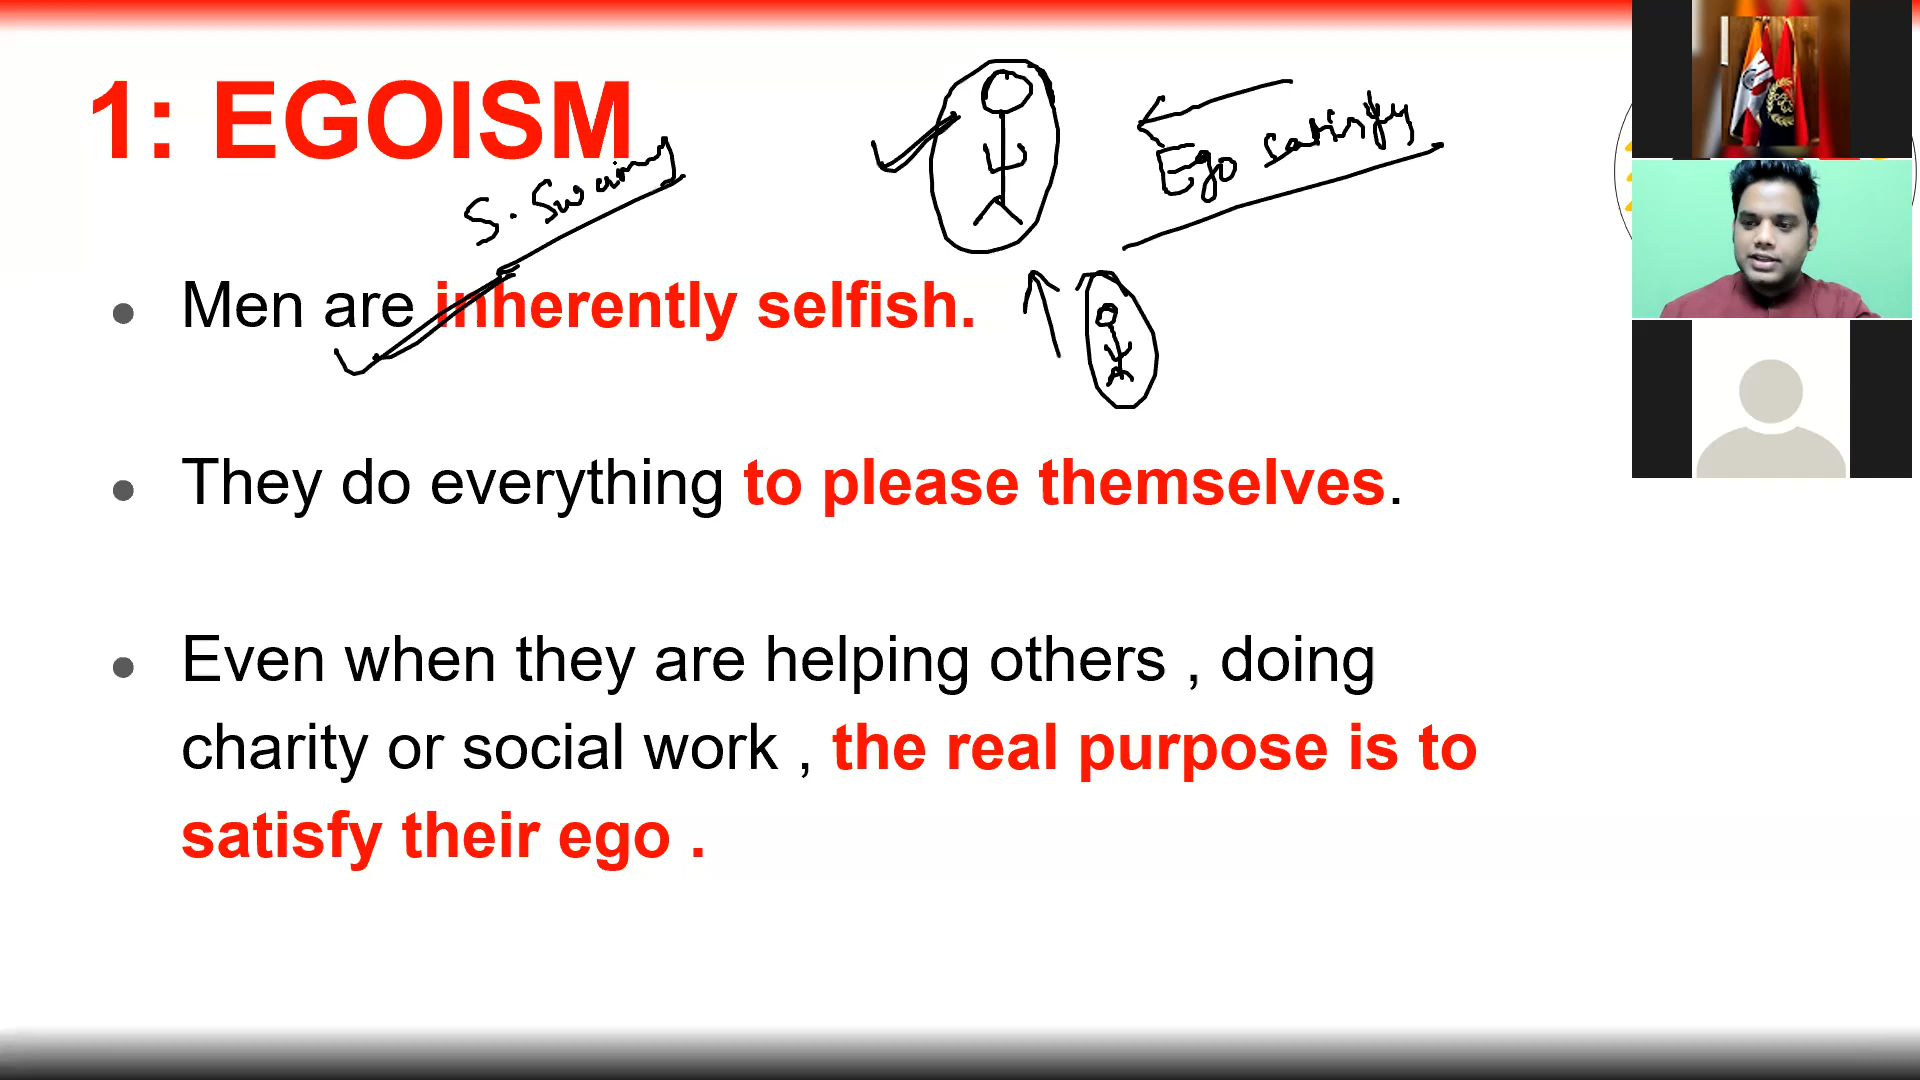 1: EGOISM
Ego satisfy
Men are inherently selfish.
They do everything to please themselves.
Even when they are helping others , doing
charity or social work , the real purpose is to
satisfy their ego .